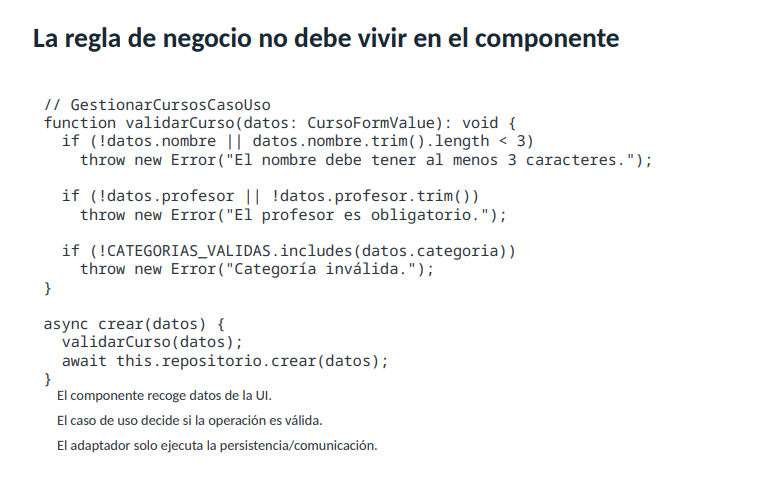 La regla de negocio no debe vivir en el componente
// GestionarCursosCasoUso
function validarCurso(datos: CursoFormValue): void {
  if (!datos.nombre || datos.nombre.trim().length < 3)
    throw new Error("El nombre debe tener al menos 3 caracteres.");
  if (!datos.profesor || !datos.profesor.trim())
    throw new Error("El profesor es obligatorio.");
  if (!CATEGORIAS_VALIDAS.includes(datos.categoria))
    throw new Error("Categoría inválida.");
}
async crear(datos) {
  validarCurso(datos);
  await this.repositorio.crear(datos);
}
El componente recoge datos de la UI.
El caso de uso decide si la operación es válida.
El adaptador solo ejecuta la persistencia/comunicación.